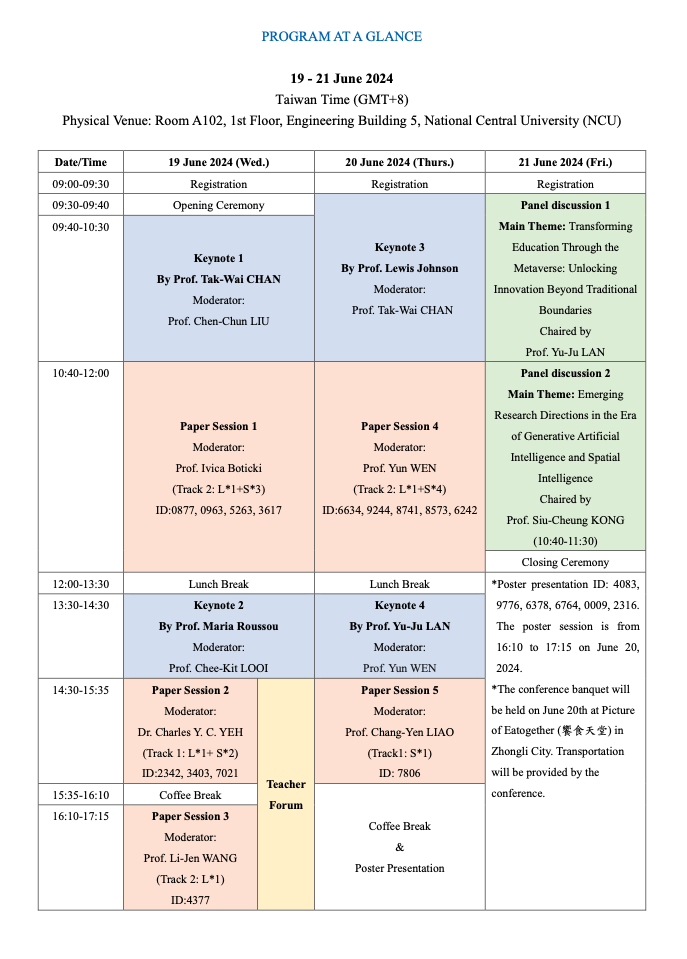 PROGRAM AT A GLANCE
19 - 21 June 2024
Taiwan Time (GMT+8)
Physical Venue: Room A102, 1st Floor, Engineering Building 5, National Central University (NCU)
Date/Time
19 June 2024 (Wed.)
20 June 2024 (Thurs.)
21 June 2024 (Fri.)
09:00-09:30
Registration
Registration
Registration
09:30-09:40
Opening Ceremony
09:40-10:30
Keynote 1
By Prof. Tak-Wai CHAN
Moderator:
Prof. Chen-Chun LIU
Keynote 3
By Prof. Lewis Johnson
Moderator:
Prof. Tak-Wai CHAN
Panel discussion 1
Main Theme: Transforming
Education Through the
Metaverse: Unlocking
Innovation Beyond Traditional
Boundaries
Chaired by
Prof. Yu-Ju LAN
10:40-12:00
Paper Session 1
Moderator:
Prof. Ivica Boticki
(Track 2: L*1+S*3)
ID:0877, 0963, 5263, 3617
Paper Session 4
Moderator:
Prof. Yun WEN
(Track 2: L*1+S*4)
ID:6634, 9244, 8741, 8573, 6242
Panel discussion 2
Main Theme: Emerging
Research Directions in the Era
of Generative Artificial
Intelligence and Spatial
Intelligence
Chaired by
Prof. Siu-Cheung KONG
(10:40-11:30)
Closing Ceremony
12:00-13:30
Lunch Break
Lunch Break
13:30-14:30
Keynote 2
By Prof. Maria Roussou
Moderator:
Prof. Chee-Kit LOOI
Keynote 4
By Prof. Yu-Ju LAN
Moderator:
Prof. Yun WEN
*Poster presentation ID: 4083,
9776, 6378, 6764, 0009, 2316.
The poster session is from
16:10 to 17:15 on June 20,
2024.
*The conference banquet will
be held on June 20th at Picture
of Eatogether (饗食天堂) in
Zhongli City. Transportation
will be provided by the
conference.
14:30-15:35
Paper Session 2
Moderator:
Dr. Charles Y. C. YEH
(Track 1: L*1+ S*2)
ID:2342, 3403, 7021
Teacher
Forum
Paper Session 5
Moderator:
Prof. Chang-Yen LIAO
(Track1: S*1)
ID: 7806
15:35-16:10
Coffee Break
16:10-17:15
Paper Session 3
Moderator:
Prof. Li-Jen WANG
(Track 2: L*1)
ID:4377
Coffee Break
&
Poster Presentation